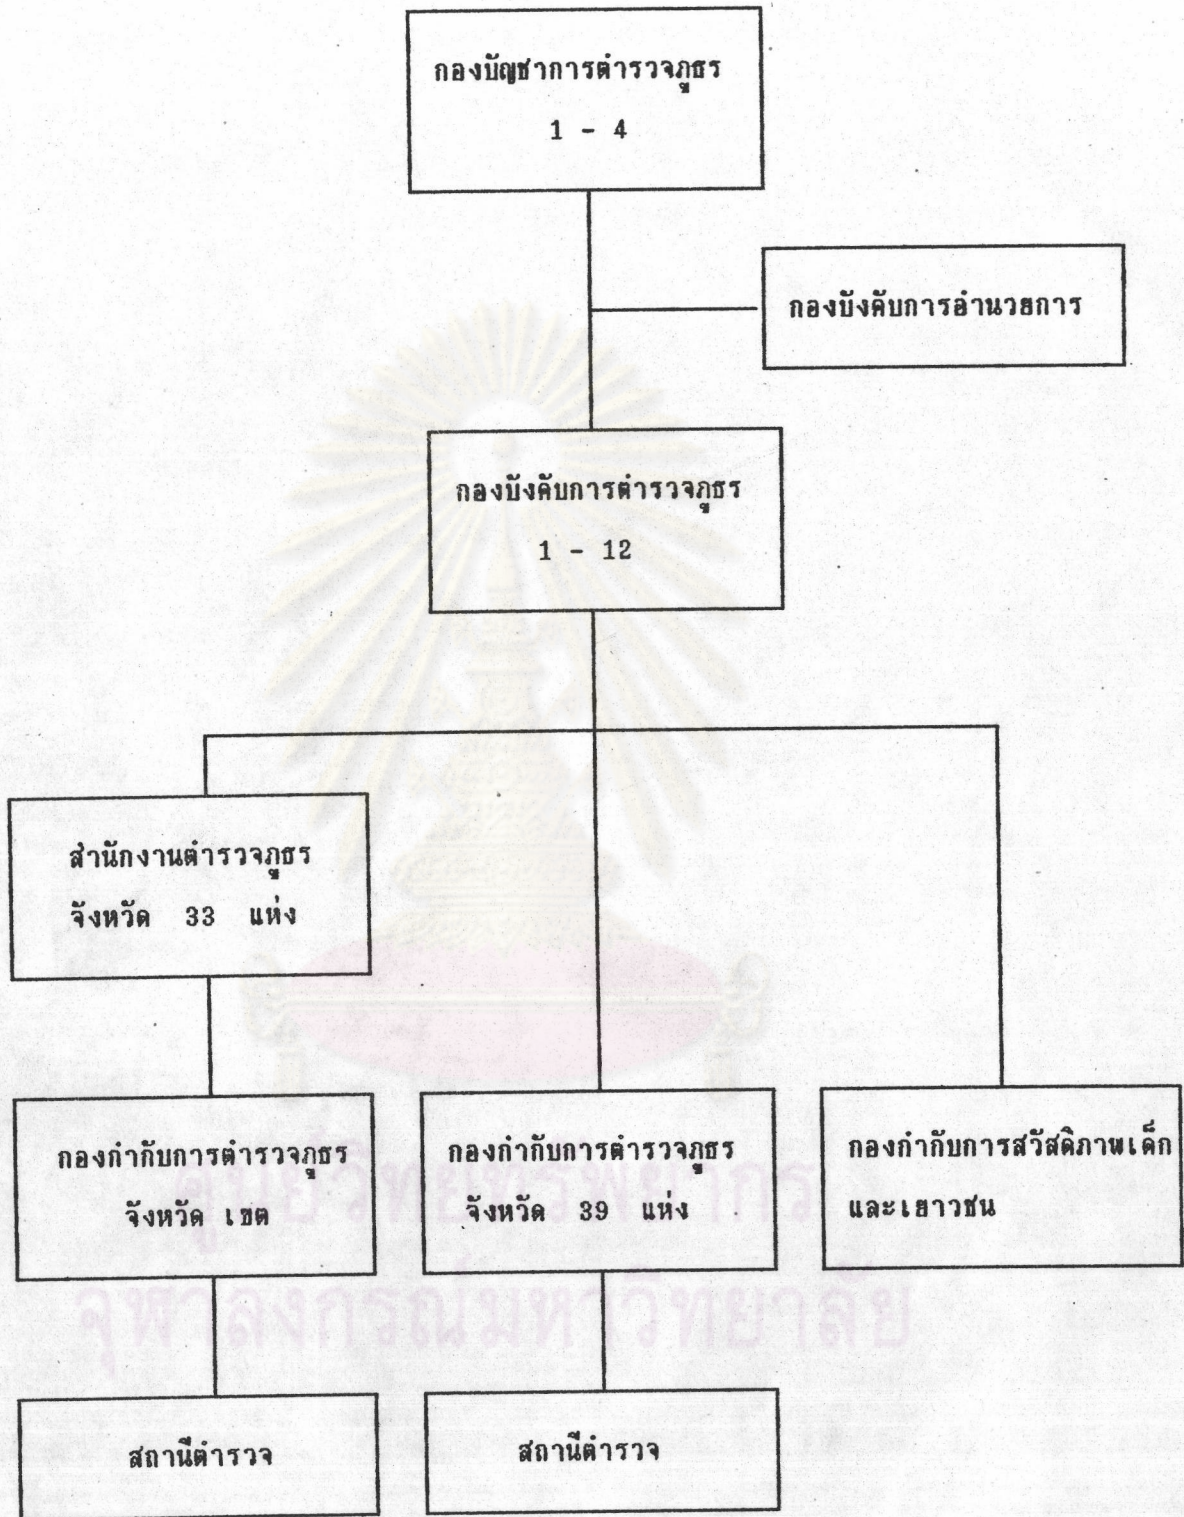 กองบัญชาการตำรวจภูธร
1 - 4
กองบังคับการอำนวยการ
กองบังคับการตำรวจภูธร
1 - 12
สำนักงานตำรวจภูธร
จังหวัด 33 แห่ง
กองกำกับการตำรวจภูธร
จังหวัด เขต
กองกำกับการตำรวจภูธร
จังหวัด 39 แห่ง
กองกำกับการสวัสดิภาพเด็ก
และเยาวชน
ศูนย์วิทยทรัพยากร
จุฬาลงกรณ์มหาวิทยาลัย
สถานีตำรวจ
สถานีตำรวจ